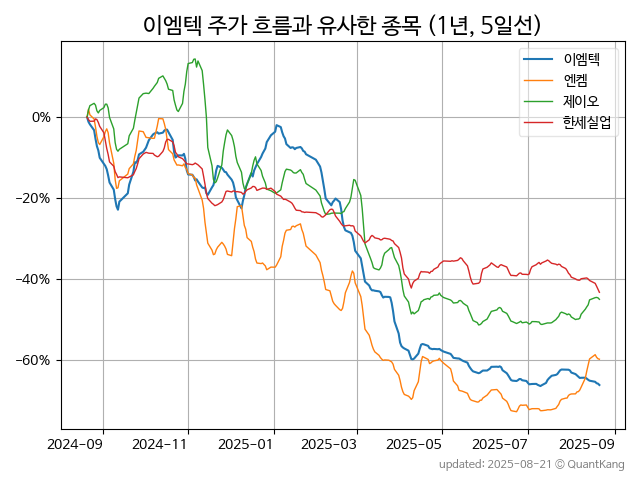 이엠텍 주가 흐름과 유사한 종목 (1년, 5일선)
이엠텍
엔켐
제이오
한세실업
0%
−20%
−40%
−60%
2024-09 2024-11 2025-01 2025-03 2025-05 2025-07 2025-09
updated: 2025-08-21 © QuantKang